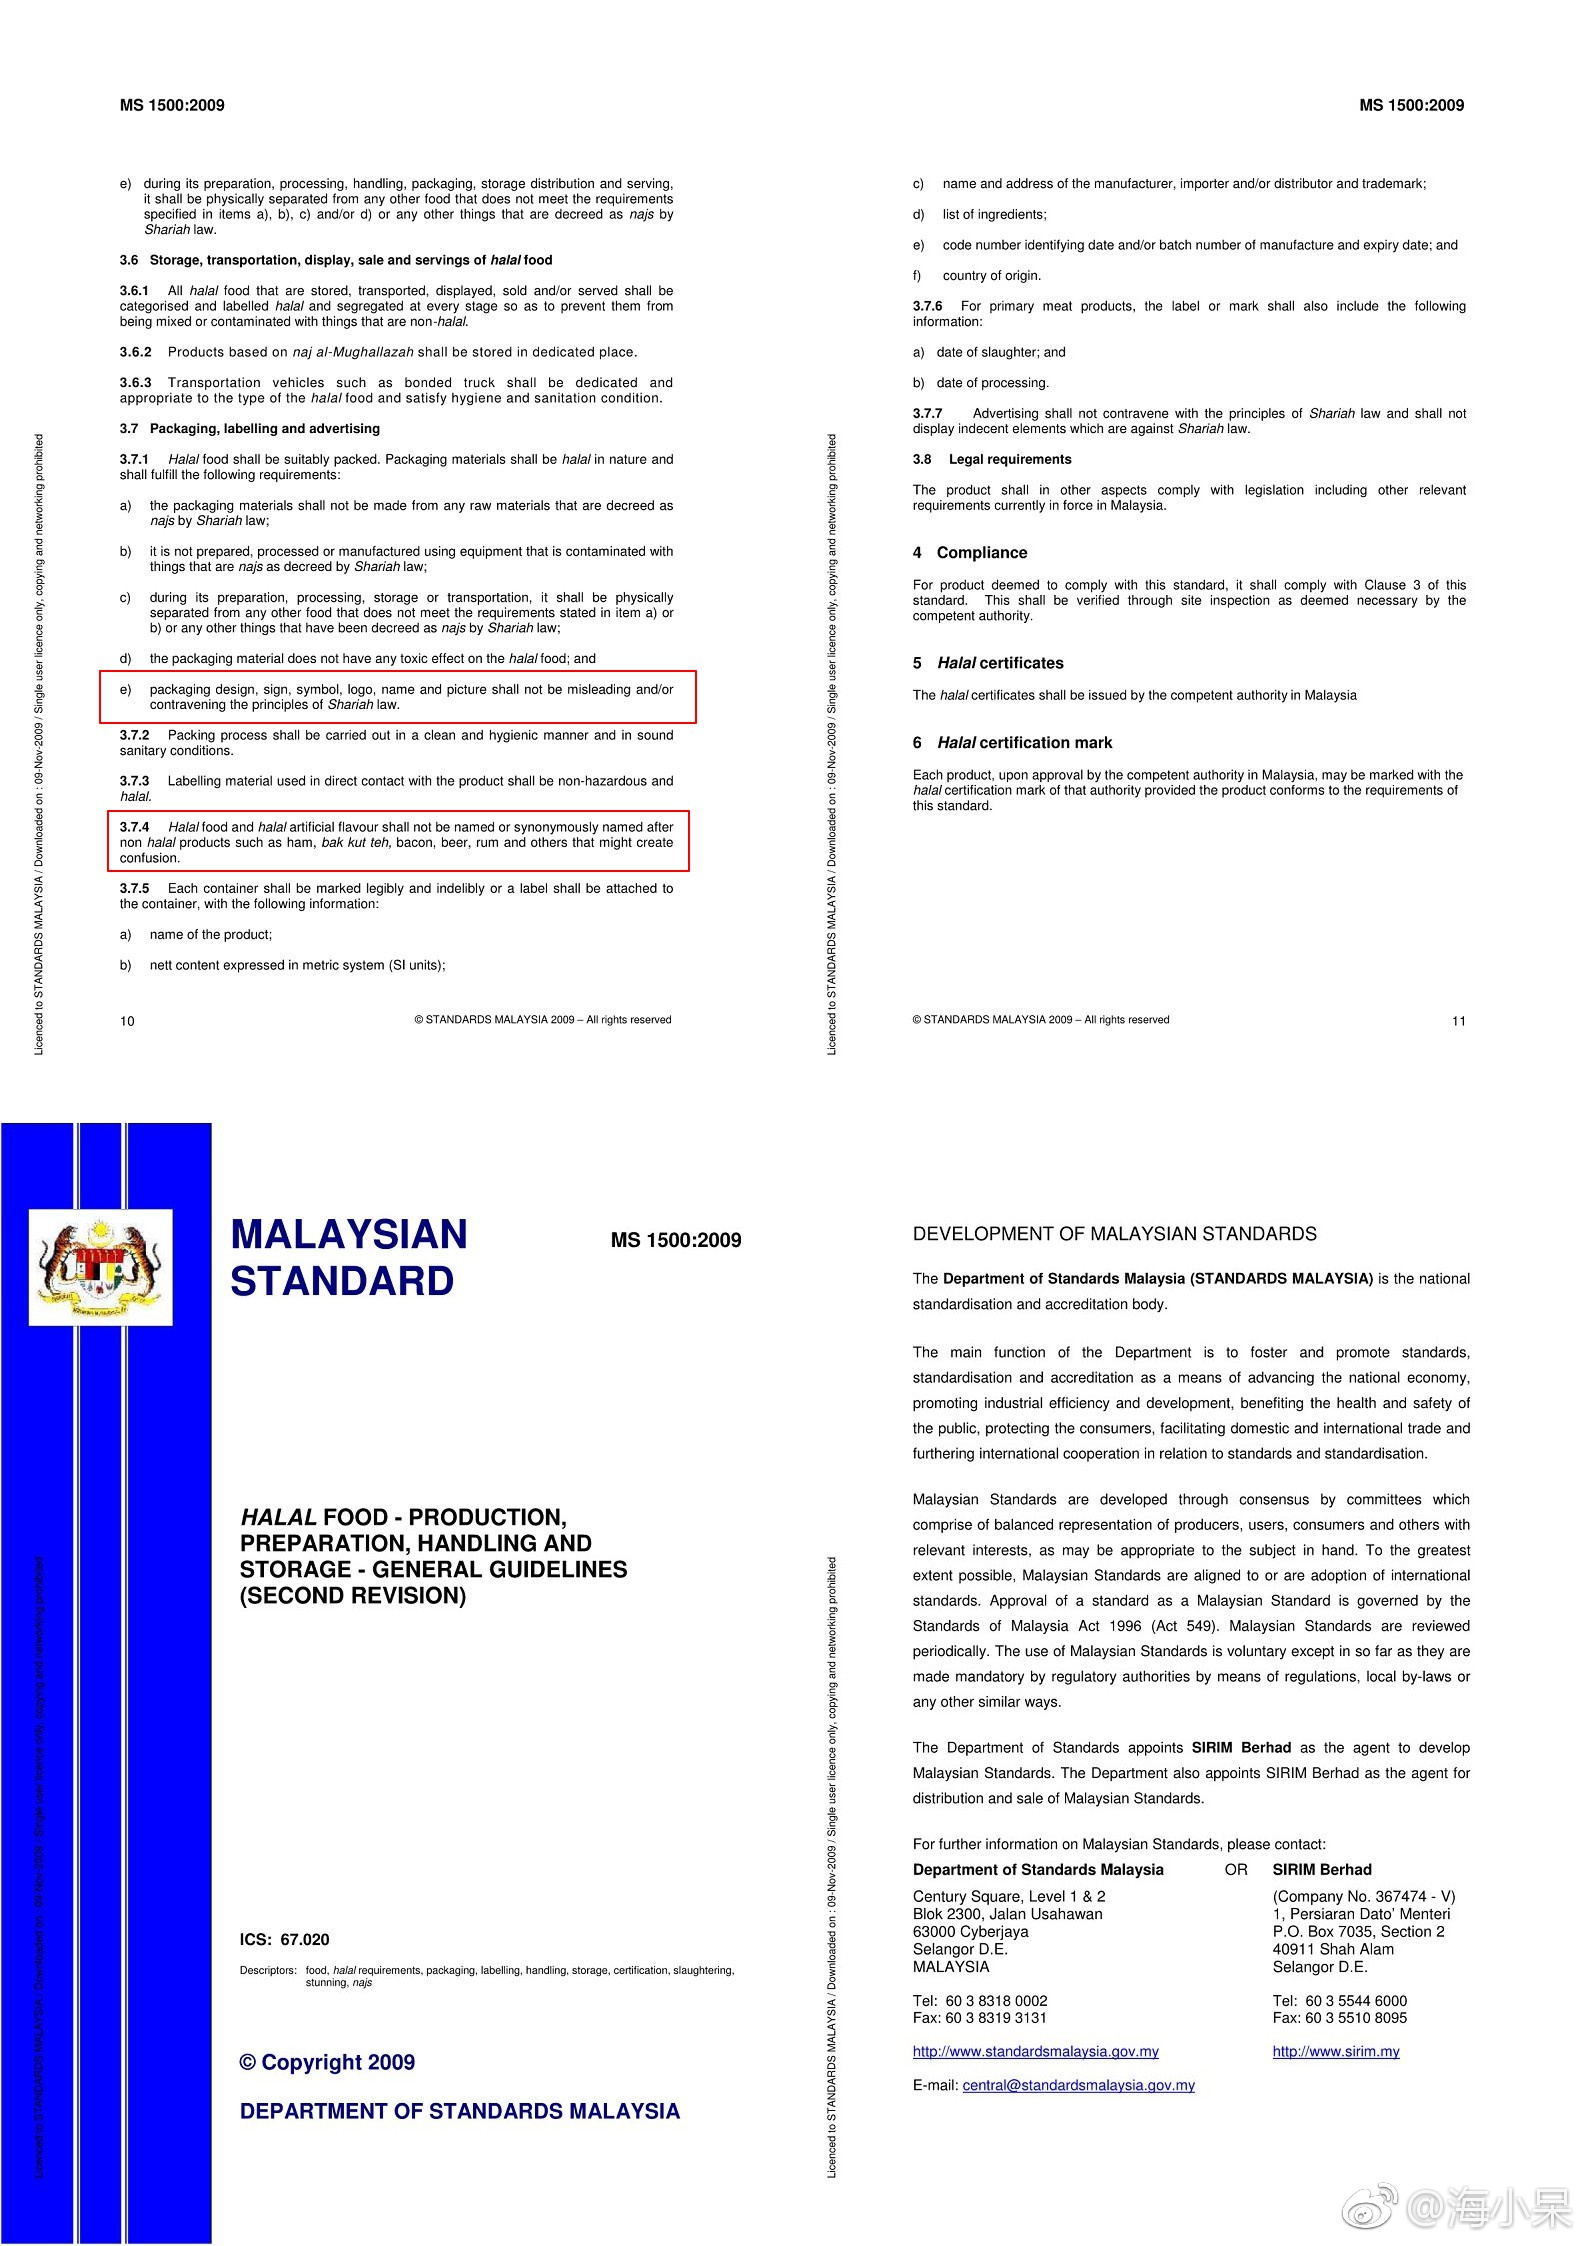 MS 1500:2009
e) during its preparation, processing, handling, packaging, storage distribution and serving,
it shall be physically separated from any other food that does not meet the requirements
specified in items a), b), c) and/or d) or any other things that are decreed as najs by
Shariah law.
3.6 Storage, transportation, display, sale and servings of halal food
3.6.1 All halal food that are stored, transported, displayed, sold and/or served shall be
categorised and labelled halal and segregated at every stage so as to prevent them from
being mixed or contaminated with things that are non-halal.
3.6.2 Products based on naj al-Mughallazah shall be stored in dedicated place.
3.6.3 Transportation vehicles such as bonded truck shall be dedicated and
appropriate to the type of the halal food and satisfy hygiene and sanitation condition.
3.7 Packaging, labelling and advertising
3.7.1 Halal food shall be suitably packed. Packaging materials shall be halal in nature and
shall fulfill the following requirements:
a) the packaging materials shall not be made from any raw materials that are decreed as
najs by Shariah law;
b) it is not prepared, processed or manufactured using equipment that is contaminated with
things that are najs as decreed by Shariah law;
c) during its preparation, processing, storage or transportation, it shall be physically
separated from any other food that does not meet the requirements stated in item a) or
b) or any other things that have been decreed as najs by Shariah law;
d) the packaging material does not have any toxic effect on the halal food; and
e) packaging design, sign, symbol, logo, name and picture shall not be misleading and/or
contravening the principles of Shariah law.
3.7.2 Packing process shall be carried out in a clean and hygienic manner and in sound
sanitary conditions.
3.7.3 Labelling material used in direct contact with the product shall be non-hazardous and
halal.
3.7.4 Halal food and halal artificial flavour shall not be named or synonymously named after
non halal products such as ham, bak kut teh, bacon, beer, rum and others that might create
confusion.
3.7.5 Each container shall be marked legibly and indelibly or a label shall be attached to
the container, with the following information:
a) name of the product;
b) nett content expressed in metric system (SI units);
10 © STANDARDS MALAYSIA 2009 – All rights reserved
Licenced to STANDARDS MALAYSIA / Downloaded on : 09-Nov-2009 / Single user licence only, copying and networking prohibited
MS 1500:2009
c) name and address of the manufacturer, importer and/or distributor and trademark;
d) list of ingredients;
e) code number identifying date and/or batch number of manufacture and expiry date; and
f) country of origin.
3.7.6 For primary meat products, the label or mark shall also include the following
information:
a) date of slaughter; and
b) date of processing.
3.7.7 Advertising shall not contravene with the principles of Shariah law and shall not
display indecent elements which are against Shariah law.
3.8 Legal requirements
The product shall in other aspects comply with legislation including other relevant
requirements currently in force in Malaysia.
4 Compliance
For product deemed to comply with this standard, it shall comply with Clause 3 of this
standard. This shall be verified through site inspection as deemed necessary by the
competent authority.
5 Halal certificates
The halal certificates shall be issued by the competent authority in Malaysia
6 Halal certification mark
Each product, upon approval by the competent authority in Malaysia, may be marked with the
halal certification mark of that authority provided the product conforms to the requirements of
this standard.
© STANDARDS MALAYSIA 2009 – All rights reserved 11
Licenced to STANDARDS MALAYSIA / Downloaded on : 09-Nov-2009 / Single user licence only, copying and networking prohibited
MALAYSIAN
STANDARD
MS 1500:2009
HALAL FOOD - PRODUCTION,
PREPARATION, HANDLING AND
STORAGE - GENERAL GUIDELINES
(SECOND REVISION)
ICS: 67.020
Descriptors: food, halal requirements, packaging, labelling, handling, storage, certification, slaughtering,
stunning, najs
© Copyright 2009
DEPARTMENT OF STANDARDS MALAYSIA
Licenced to STANDARDS MALAYSIA / Downloaded on : 09-Nov-2009 / Single user licence only, copying and networking prohibited
DEVELOPMENT OF MALAYSIAN STANDARDS
The Department of Standards Malaysia (STANDARDS MALAYSIA) is the national
standardisation and accreditation body.
The main function of the Department is to foster and promote standards,
standardisation and accreditation as a means of advancing the national economy,
promoting industrial efficiency and development, benefiting the health and safety of
the public, protecting the consumers, facilitating domestic and international trade and
furthering international cooperation in relation to standards and standardisation.
Malaysian Standards are developed through consensus by committees which
comprise of balanced representation of producers, users, consumers and others with
relevant interests, as may be appropriate to the subject in hand. To the greatest
extent possible, Malaysian Standards are aligned to or are adoption of international
standards. Approval of a standard as a Malaysian Standard is governed by the
Standards of Malaysia Act 1996 (Act 549). Malaysian Standards are reviewed
periodically. The use of Malaysian Standards is voluntary except in so far as they are
made mandatory by regulatory authorities by means of regulations, local by-laws or
any other similar ways.
The Department of Standards appoints SIRIM Berhad as the agent to develop
Malaysian Standards. The Department also appoints SIRIM Berhad as the agent for
distribution and sale of Malaysian Standards.
For further information on Malaysian Standards, please contact:
Department of Standards Malaysia OR SIRIM Berhad
Century Square, Level 1 & 2
Blok 2300, Jalan Usahawan
63000 Cyberjaya
Selangor D.E.
MALAYSIA
Tel: 60 3 8318 0002
Fax: 60 3 8319 3131
http://www.standardsmalaysia.gov.my
E-mail: central@standardsmalaysia.gov.my
(Company No. 367474 - V)
1, Persiaran Dato' Menteri
P.O. Box 7035, Section 2
40911 Shah Alam
Selangor D.E.
Tel: 60 3 5544 6000
Fax: 60 3 5510 8095
http://www.sirim.my
Licenced to STANDARDS MALAYSIA / Downloaded on : 09-Nov-2009 / Single user licence only, copying and networking prohibited
@海小呆